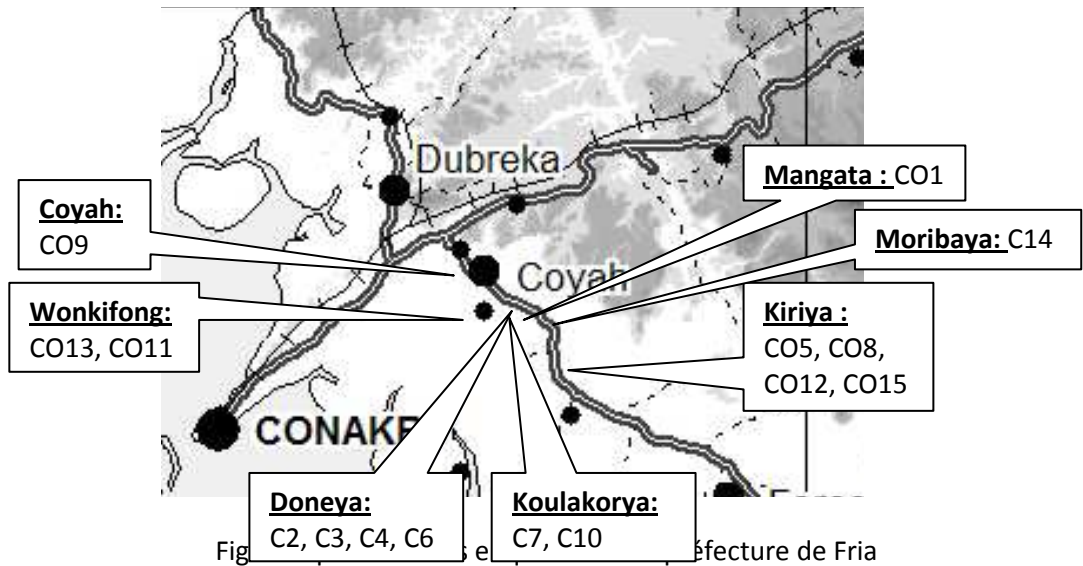 Dubreka
Mangata : CO1
Coyah:
CO9
Moribaya: C14
Coyah
Wonkifong:
CO13, CO11
Kiriya :
CO5, CO8,
CO12, CO15
CONAK
Doneya:
C2, C3, C4, C6
Koulakorya:
C7, C10
Fig
éfecture de Fria